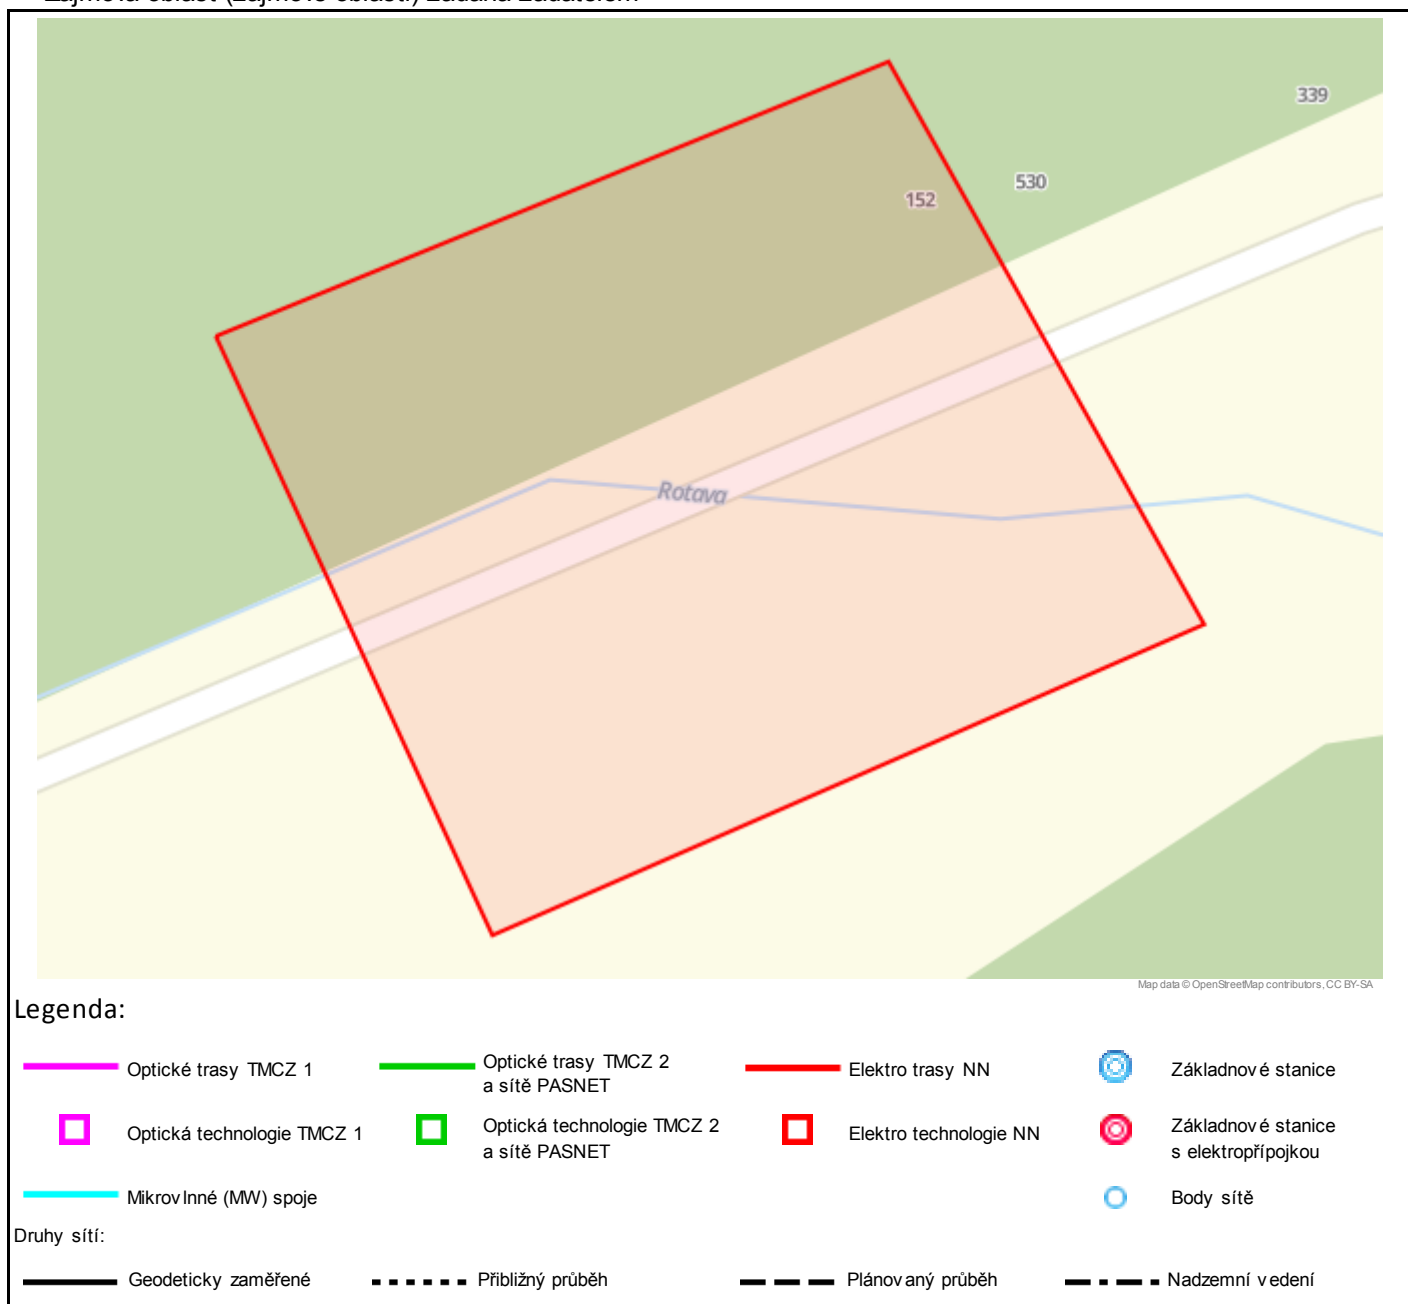 339
530
152
Rotava
Map data © OpenStreetMap contributors, CC BY-SA
Legenda:
Optické trasy TMCZ 1
Optické trasy TMCZ 2
a sítě PASNET
Elektro trasy NN
Základnové stanice
Optická technologie TMCZ 1
Optická technologie TMCZ 2
a sítě PASNET
Elektro technologie NN
Základnové stanice
s elektropřípojkou
Mikrovlnné (MW) spoje
Body sítě
Druhy sítí:
Geodeticky zaměřené
Přibližný průběh
Plánovaný průběh
Nadzemní vedení